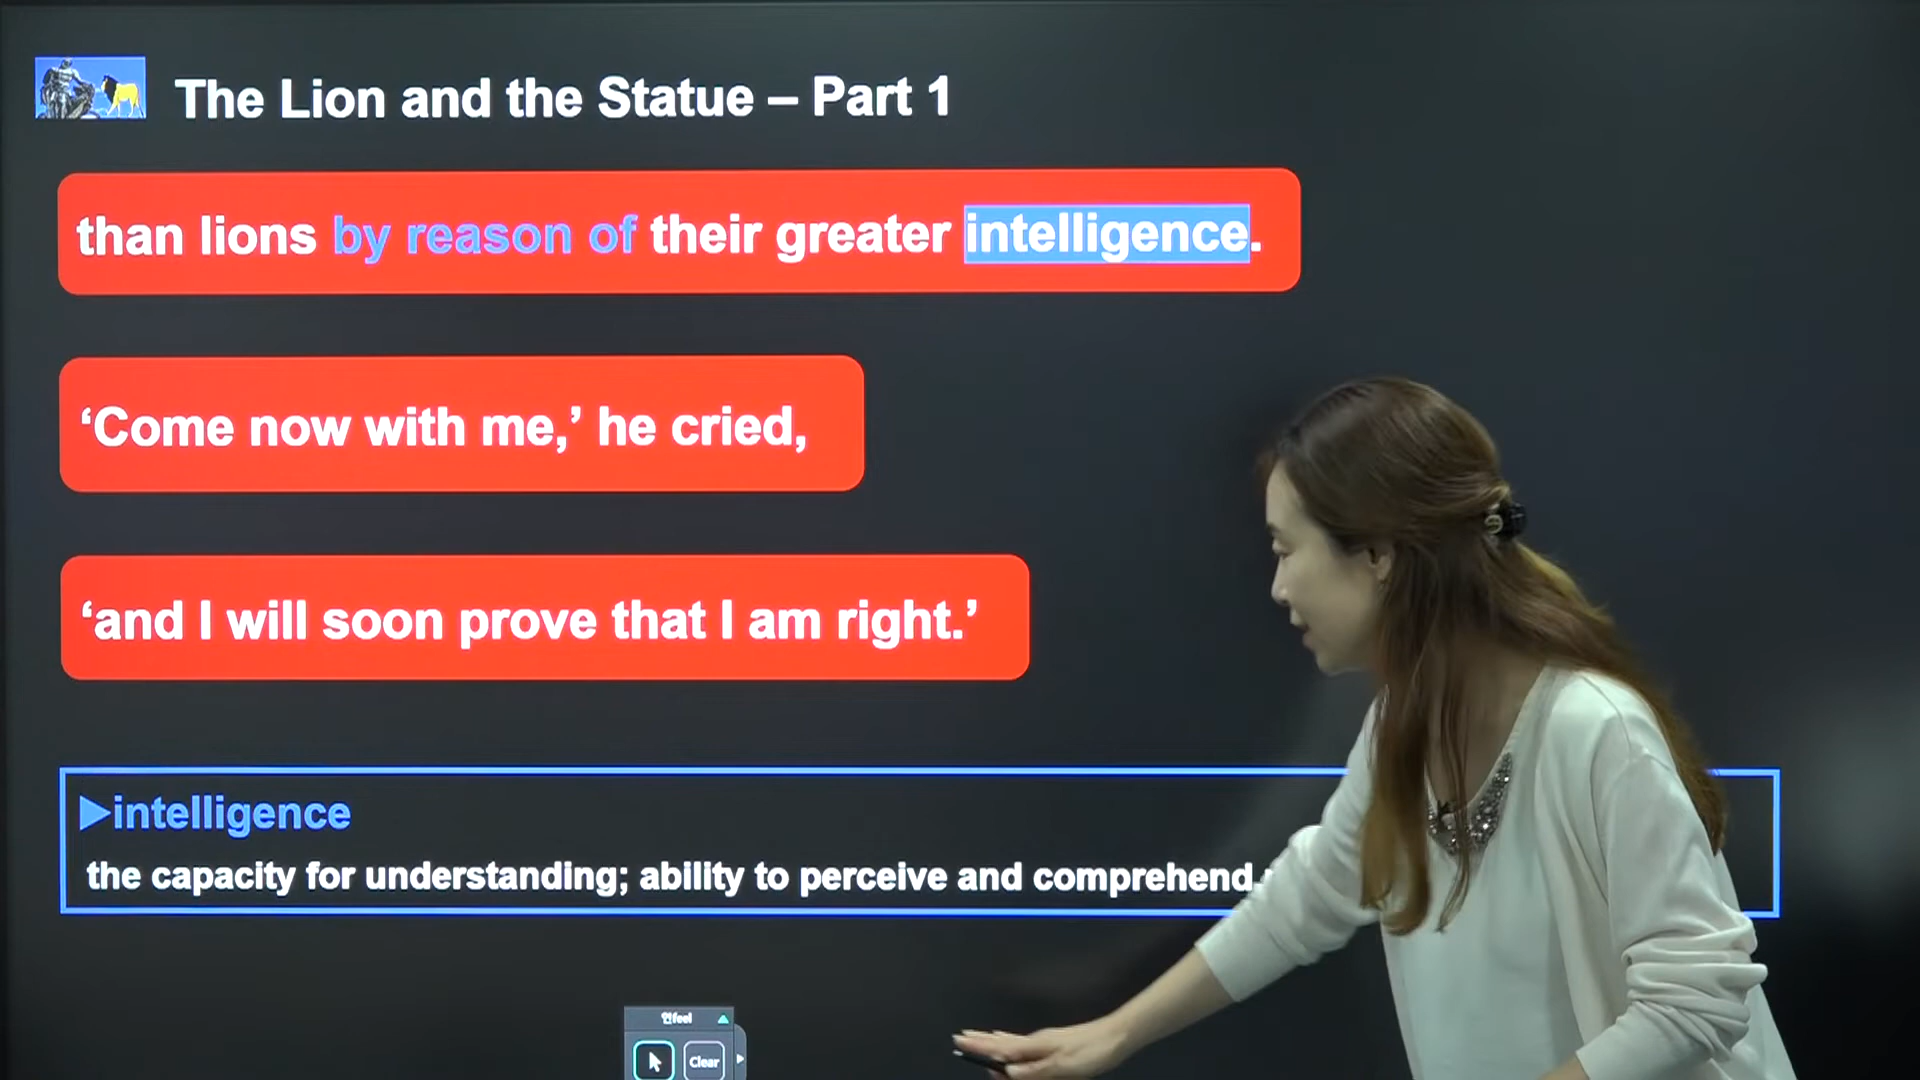 The Lion and the Statue – Part 1
than lions by reason of their greater intelligence.
‘Come now with me,’ he cried,
‘and I will soon prove that I am right.’
▶intelligence
the capacity for understanding; ability to perceive and comprehend
Clear